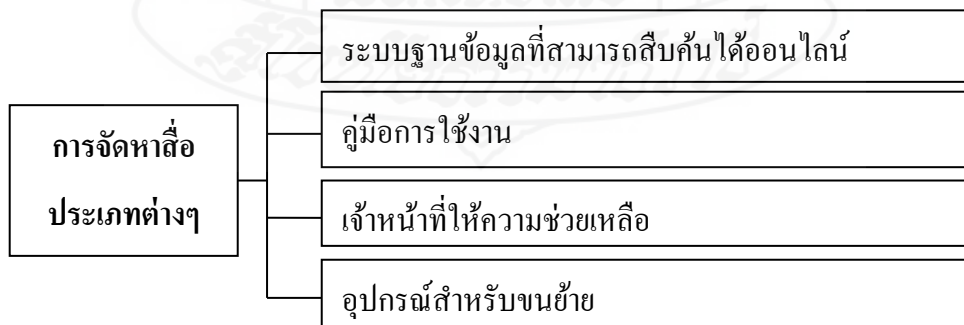 ระบบฐานข้อมูลที่สามารถสืบค้นได้ออนไลน์
คู่มือการใช้งาน
การจัดหาสื่อ
ประเภทต่างๆ
เจ้าหน้าที่ให้ความช่วยเหลือ
อุปกรณ์สำหรับขนย้าย